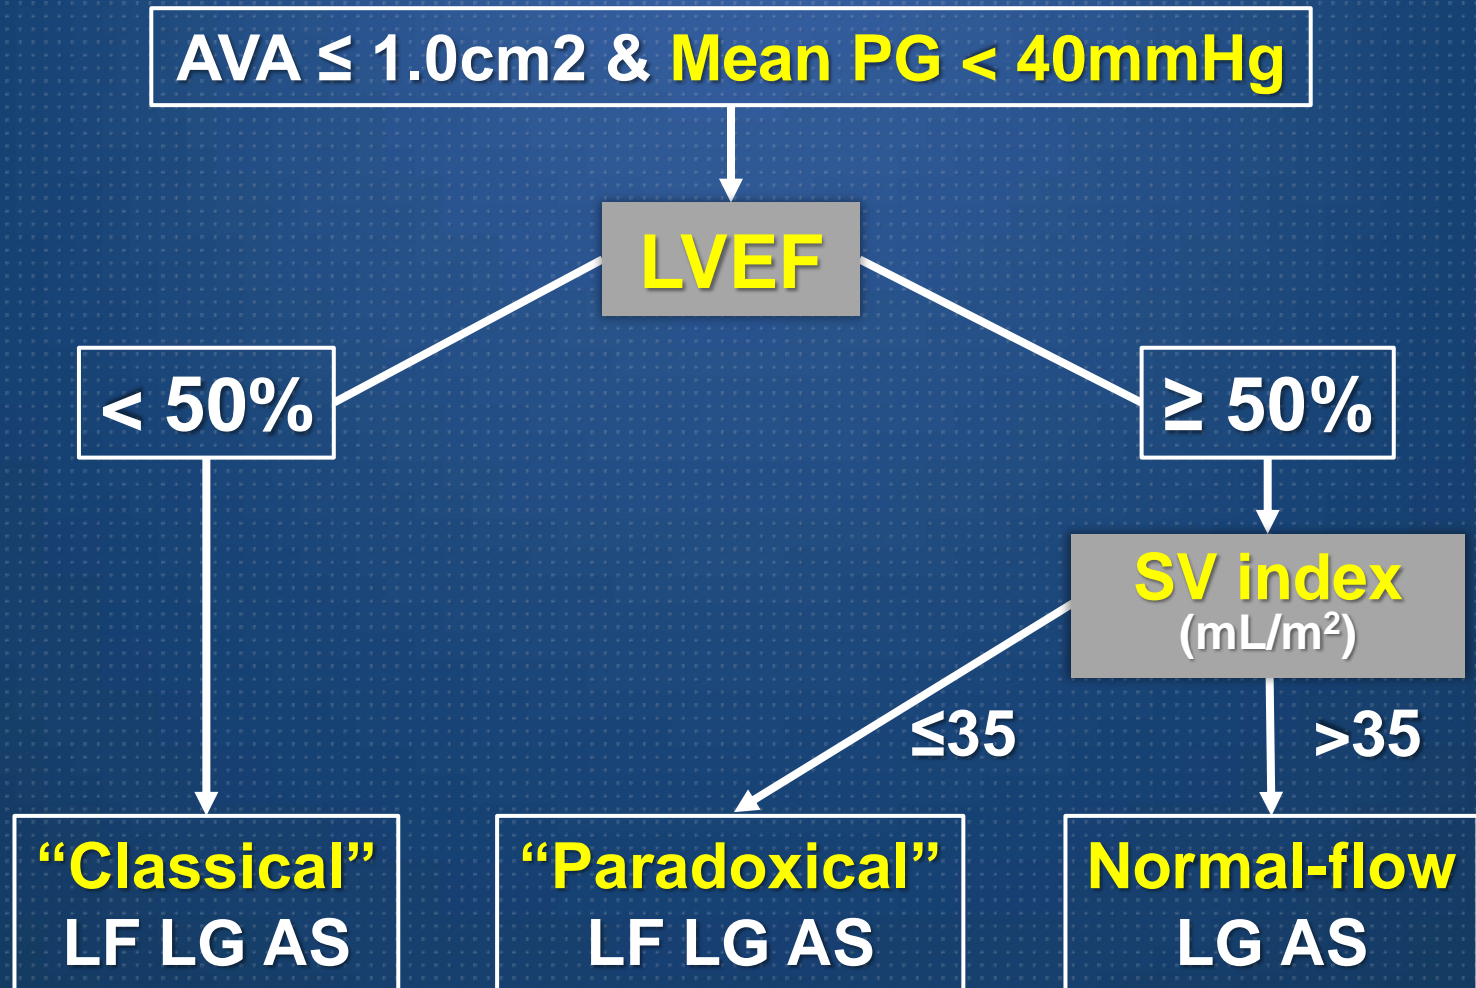 AVA ≤ 1.0cm2 & Mean PG < 40mmHg
LVEF
< 50%
≥ 50%
SV index
(mL/m²)
≤35
>35
“Classical”
LF LG AS
“Paradoxical”
LF LG AS
Normal-flow
LG AS